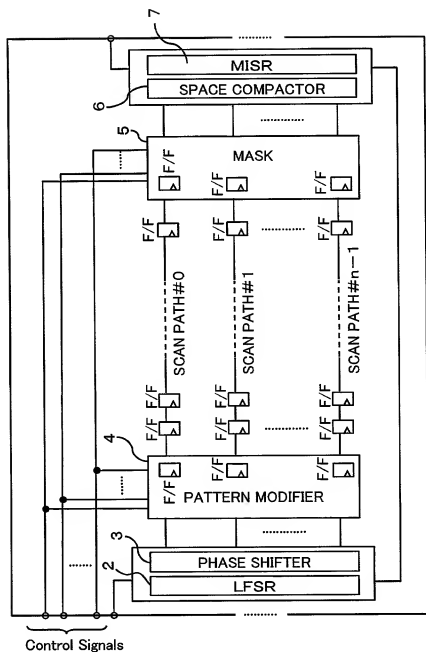 7
MISR
6
SPACE COMPACTOR
5
MASK
F/F
F/F
F/F
F/F
F/F
F/F
SCAN PATH#0
SCAN PATH#1
SCAN PATH#n-1
F/F
F/F
F/F
F/F
F/F
F/F
4
F/F
F/F
F/F
PATTERN MODIFIER
3
PHASE SHIFTER
2
LFSR
Control Signals